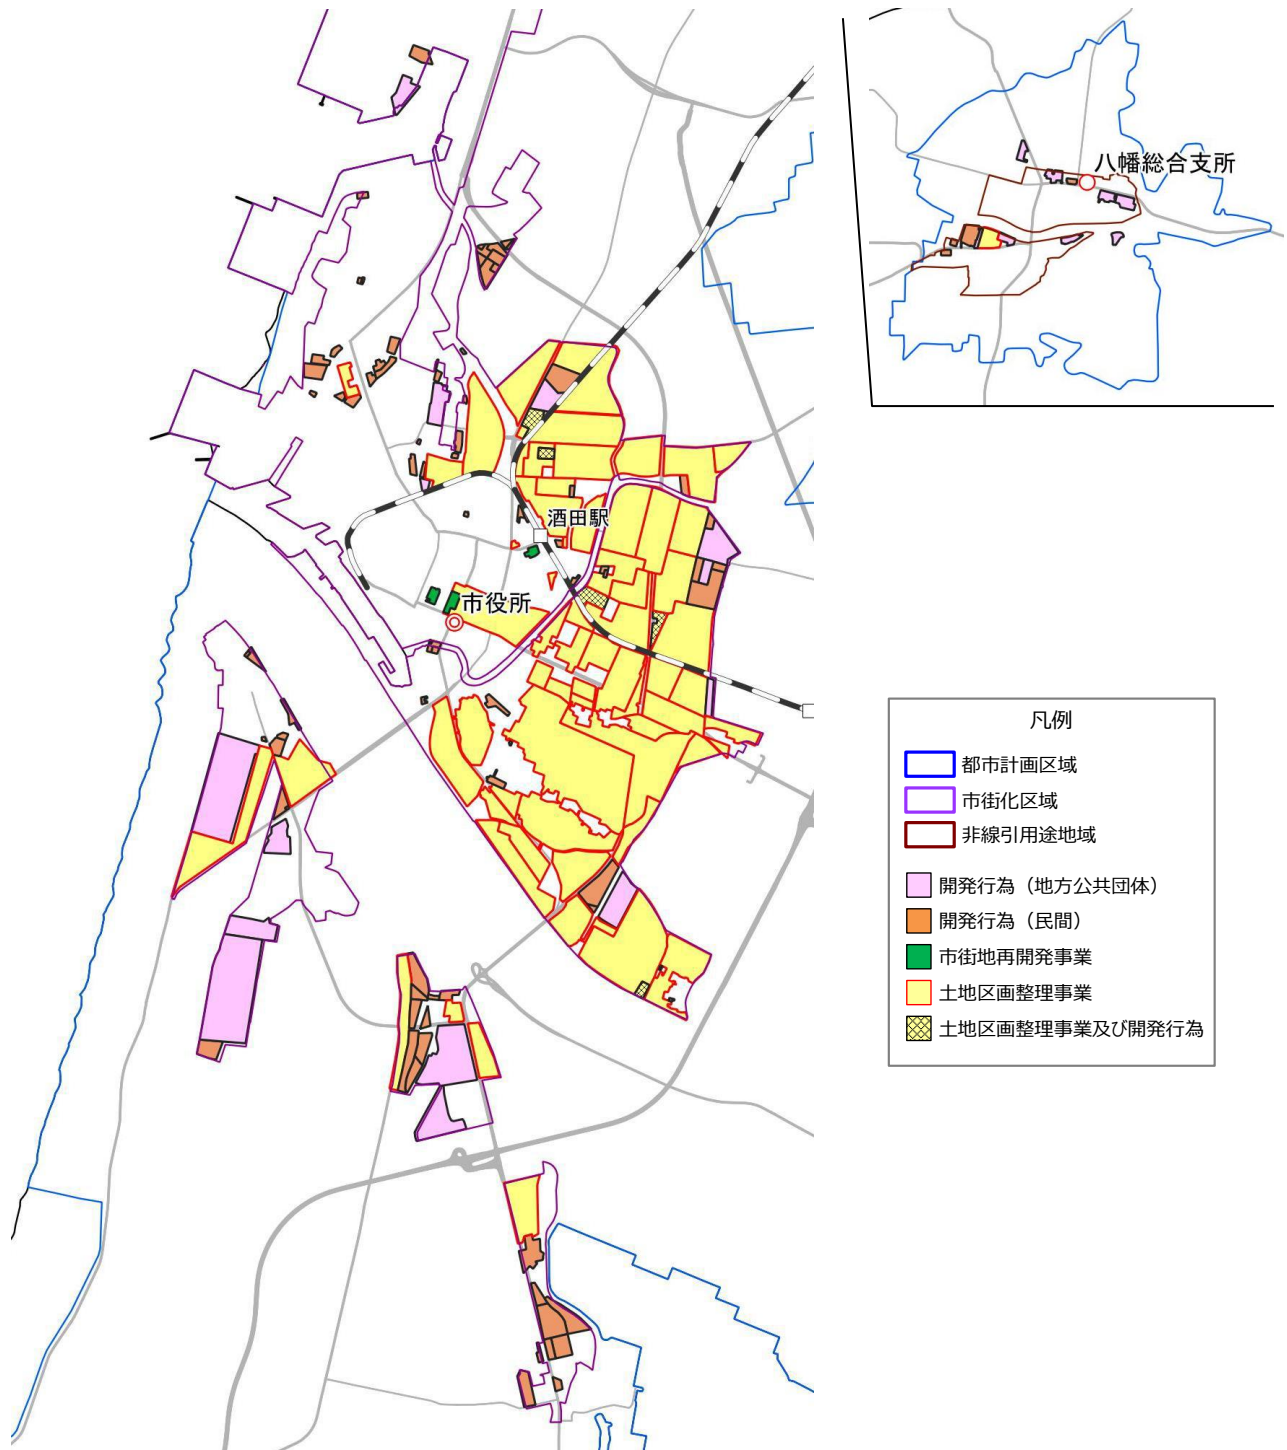 八幡総合支所
酒田駅
市役所
凡例
都市計画区域
市街化区域
非線引用途地域
開発行為（地方公共団体）
開発行為（民間）
市街地再開発事業
土地区画整理事業
土地区画整理事業及び開発行為